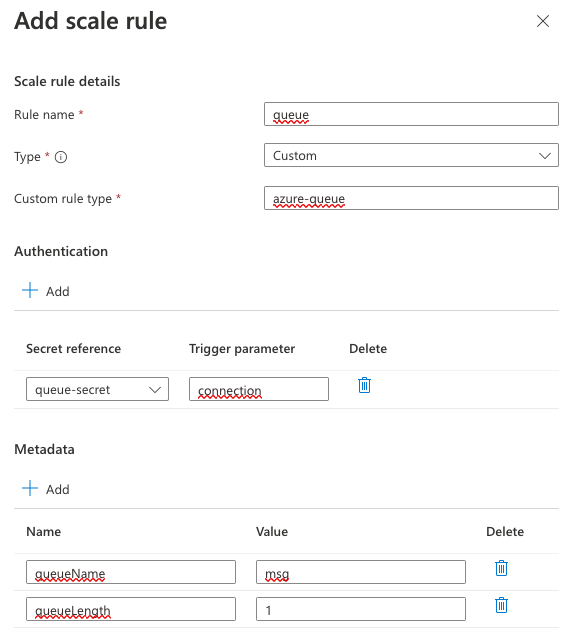 Add scale rule
Scale rule details
Rule name *
queue
Type *
Custom
Custom rule type *
azure-queue
Authentication
Add
Secret reference Trigger parameter Delete
queue-secret connection
Metadata
Add
Name Value Delete
queueName msg
queueLength 1